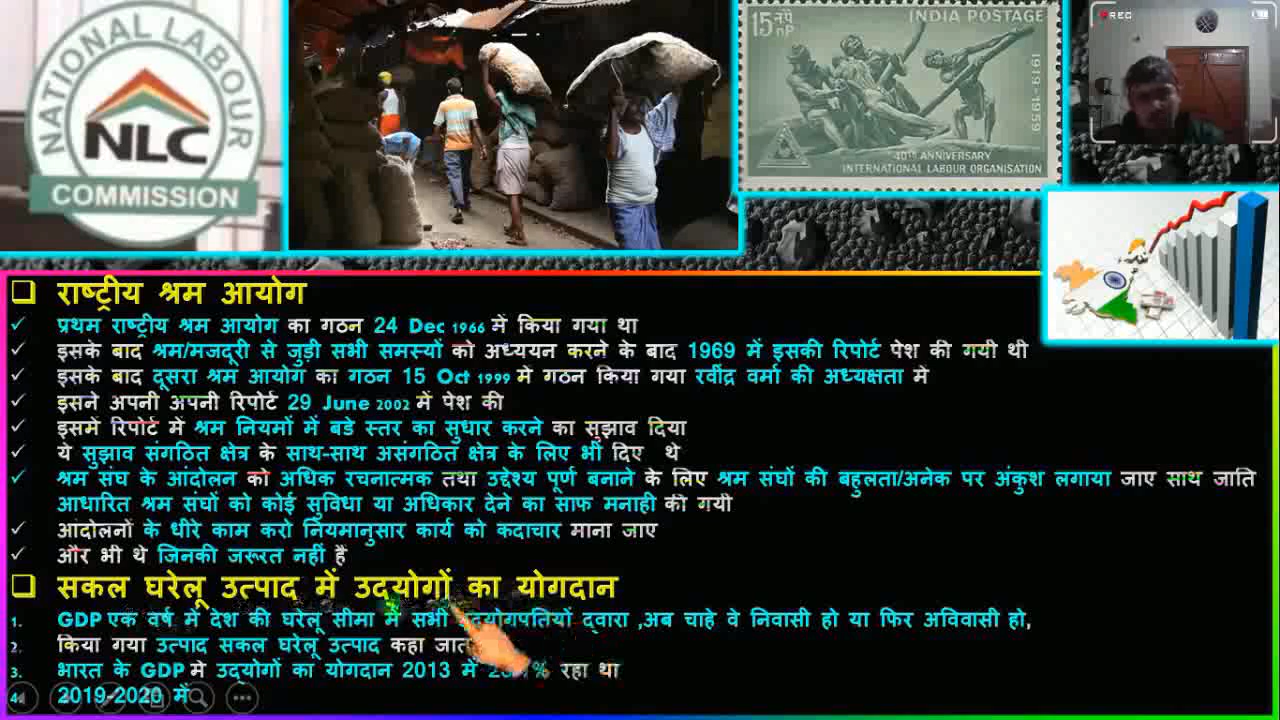 NATIONAL LABOUR
NLC
COMMISSION
15 नपै
nP
INDIA POSTAGE
1919-1959
40TH ANNIVERSARY
INTERNATIONAL LABOUR ORGANISATION
REC
राष्ट्रीय श्रम आयोग
✓ प्रथम राष्ट्रीय श्रम आयोग का गठन 24 Dec 1966 में किया गया था
✓ इसके बाद श्रम/मजदूरी से जुड़ी सभी समस्यों को अध्ययन करने के बाद 1969 में इसकी रिपोर्ट पेश की गयी थी
✓ इसके बाद दूसरा श्रम आयोग का गठन 15 Oct 1999 में गठन किया गया रवींद्र वर्मा की अध्यक्षता मे
✓ इसने अपनी अपनी रिपोर्ट 29 June 2002 में पेश की
✓ इसमें रिपोर्ट में श्रम नियमों में बडे स्तर का सुधार करने का सुझाव दिया
✓ ये सुझाव संगठित क्षेत्र के साथ-साथ असंगठित क्षेत्र के लिए भी दिए थे
✓ श्रम संघ के आंदोलन को अधिक रचनात्मक तथा उद्देश्य पूर्ण बनाने के लिए श्रम संघों की बहुलता/अनेक पर अंकुश लगाया जाए साथ जाति
आधारित श्रम संघों को कोई सुविधा या अधिकार देने का साफ मनाही की गयी
✓ आंदोलनों के धीरे काम करो नियमानुसार कार्य को कदाचार माना जाए
✓ और भी थे जिनकी जरूरत नहीं है
सकल घरेलू उत्पाद में उदयोगों का योगदान
1. GDP एक वर्ष में देश की घरेलू सीमा में सभी द्वारा ,अब चाहे वे निवासी हो या फिर अविवासी हो,
2. किया गया उत्पाद सकल घरेलू उत्पाद कहा
3. भारत के GDP मे उद्योगों का योगदान 2013 में रहा था
4. 2019-2020 में